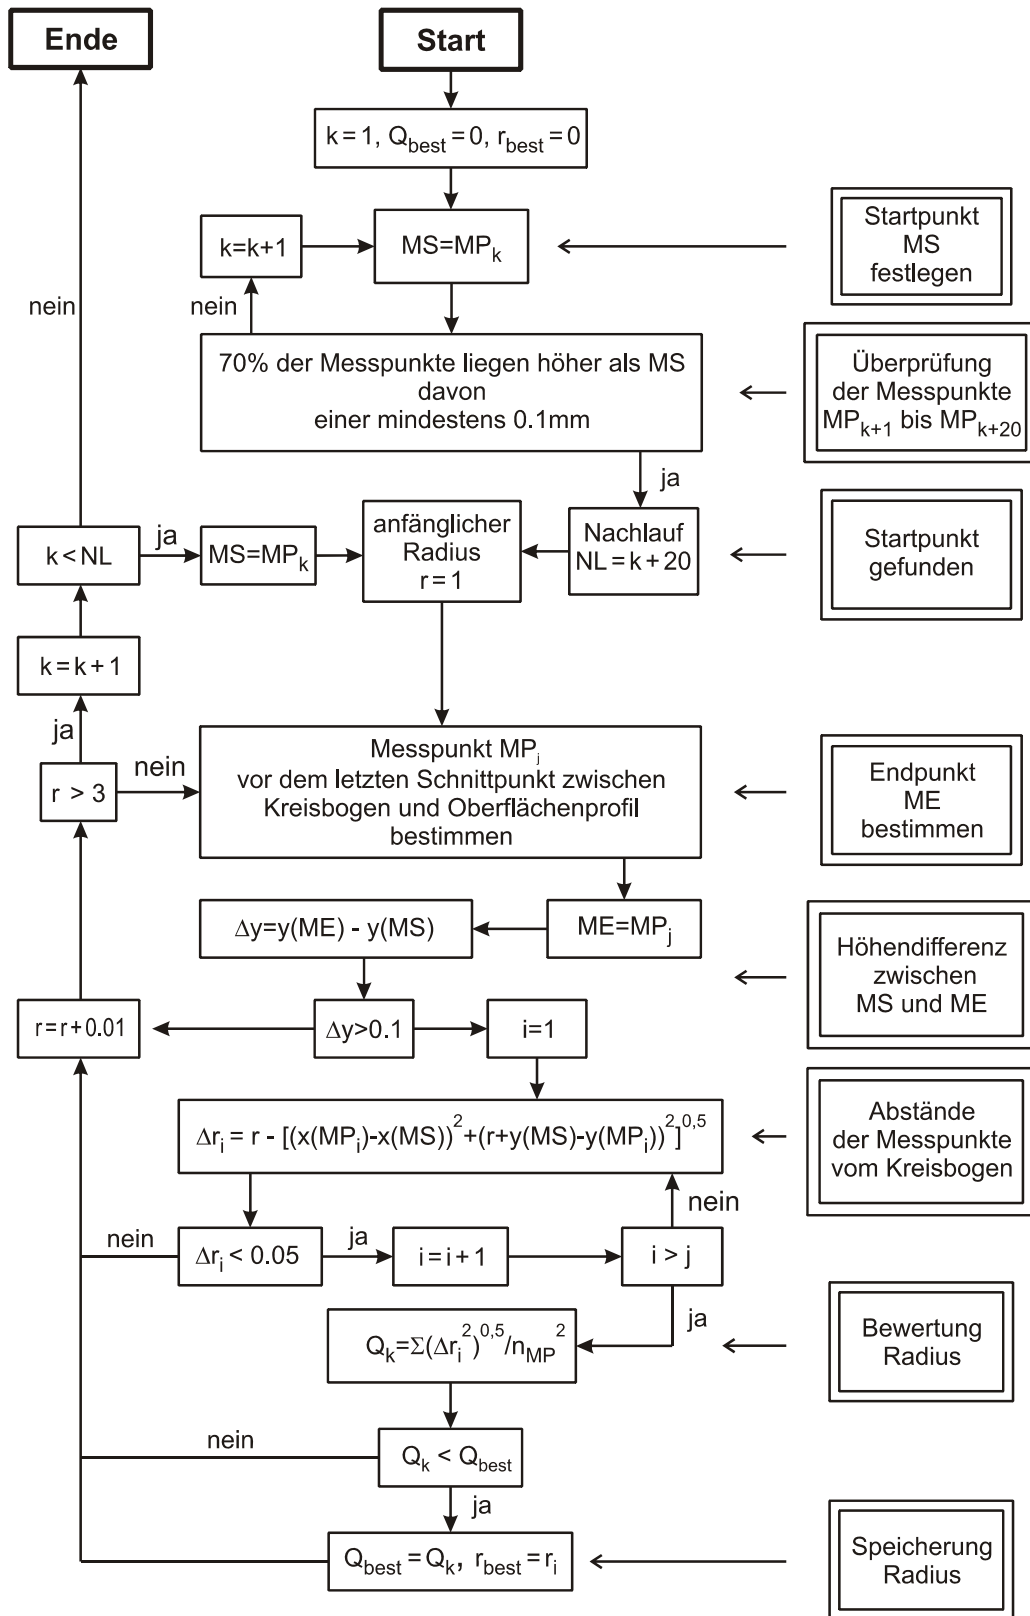 Ende
Start
k=1, Q_best=0, r_best=0
k=k+1
MS=MP_k
Startpunkt
MS
festlegen
nein
nein
70% der Messpunkte liegen höher als MS
davon
einer mindestens 0.1mm
Überprüfung
der Messpunkte
MP_k+1 bis MP_k+20
ja
k<NL
ja
MS=MP_k
anfänglicher
Radius
r=1
Nachlauf
NL=k+20
Startpunkt
gefunden
k=k+1
ja
r > 3
nein
Messpunkt MP_j
vor dem letzten Schnittpunkt zwischen
Kreisbogen und Oberflächenprofil
bestimmen
Endpunkt
ME
bestimmen
Δy=y(ME) - y(MS)
ME=MP_j
Höhendifferenz
zwischen
MS und ME
r=r+0.01
Δy>0.1
i=1
Δr_i = r - [(x(MP_i)-x(MS))^2+(r+y(MS)-y(MP_i))^2]^0,5
Abstände
der Messpunkte
vom Kreisbogen
nein
nein
Δr_i < 0.05
ja
i=i+1
i > j
ja
Q_k=Σ(Δr_i^2)^0,5/n_MP^2
Bewertung
Radius
nein
Q_k < Q_best
ja
Q_best=Q_k, r_best=r_i
Speicherung
Radius